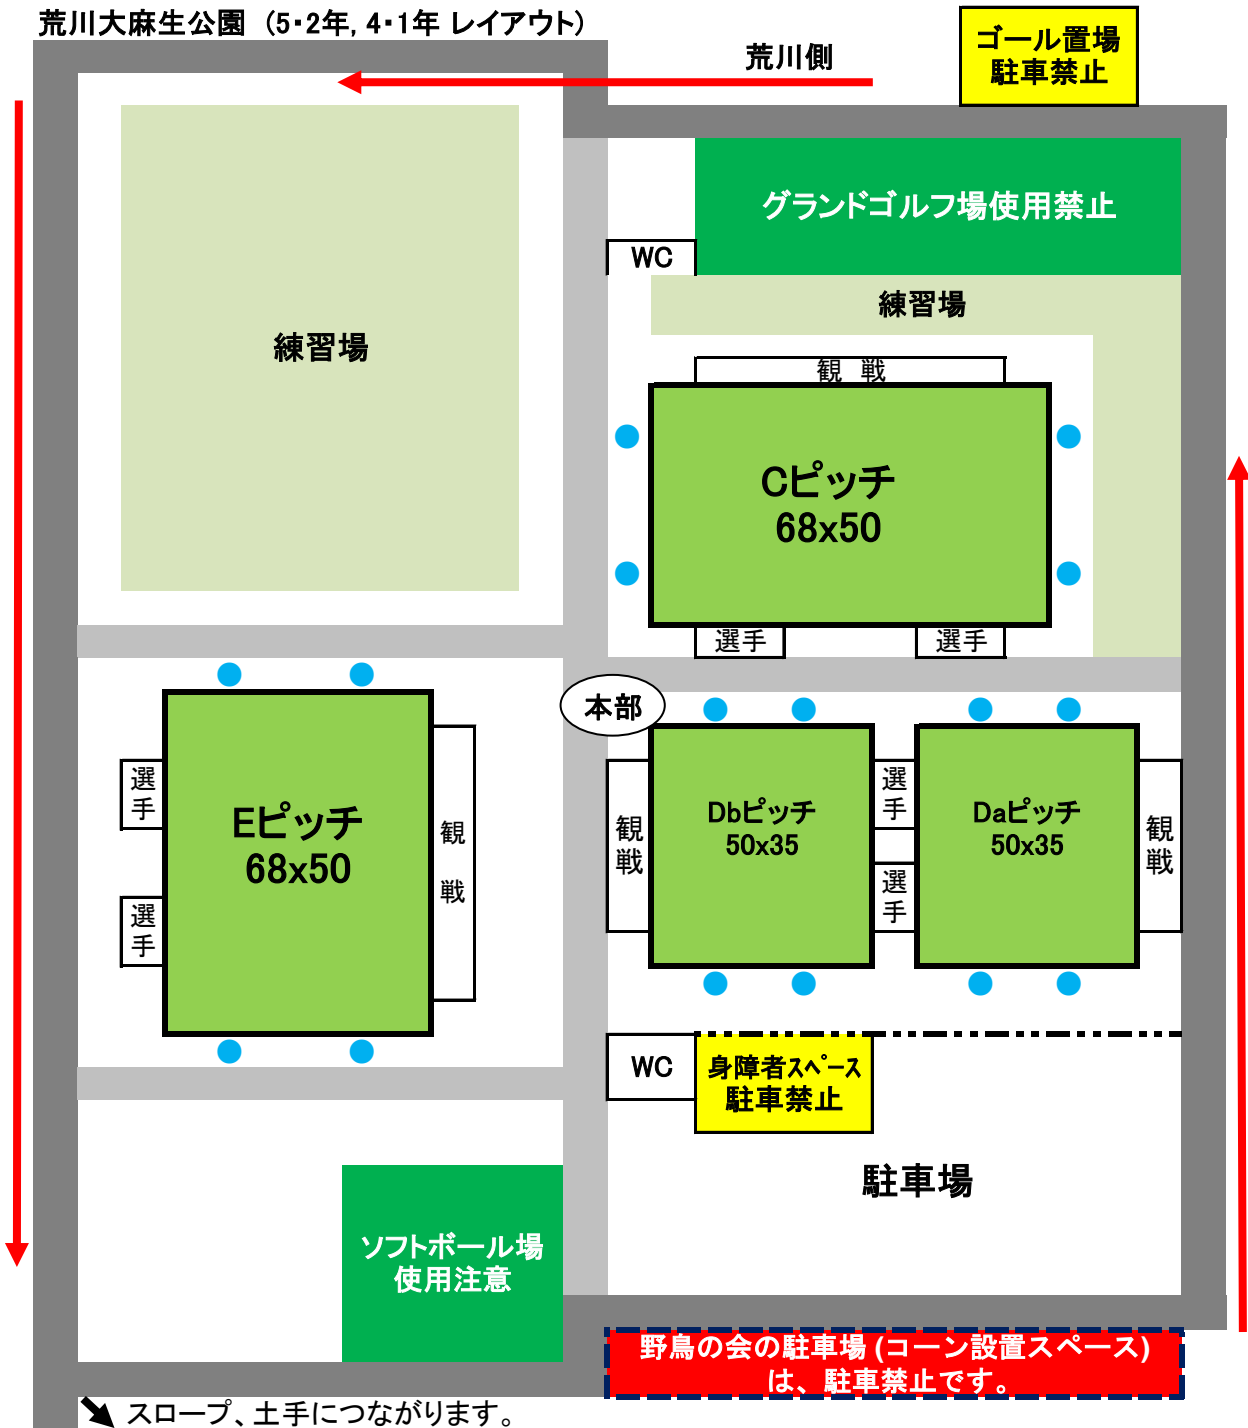 荒川大麻生公園 (5・2年, 4・1年 レイアウト)
荒川側
ゴール置場
駐車禁止
グランドゴルフ場使用禁止
WC
練習場
練習場
観 戦
Cピッチ
68x50
選手
選手
本部
選手
選手
Eピッチ
68x50
観 戦
観戦
Dbピッチ
50x35
選手
選手
Daピッチ
50x35
観戦
WC
身障者スペース
駐車禁止
駐車場
ソフトボール場
使用注意
野鳥の会の駐車場 (コーン設置スペース)
は、駐車禁止です。
スロープ、土手につながります。